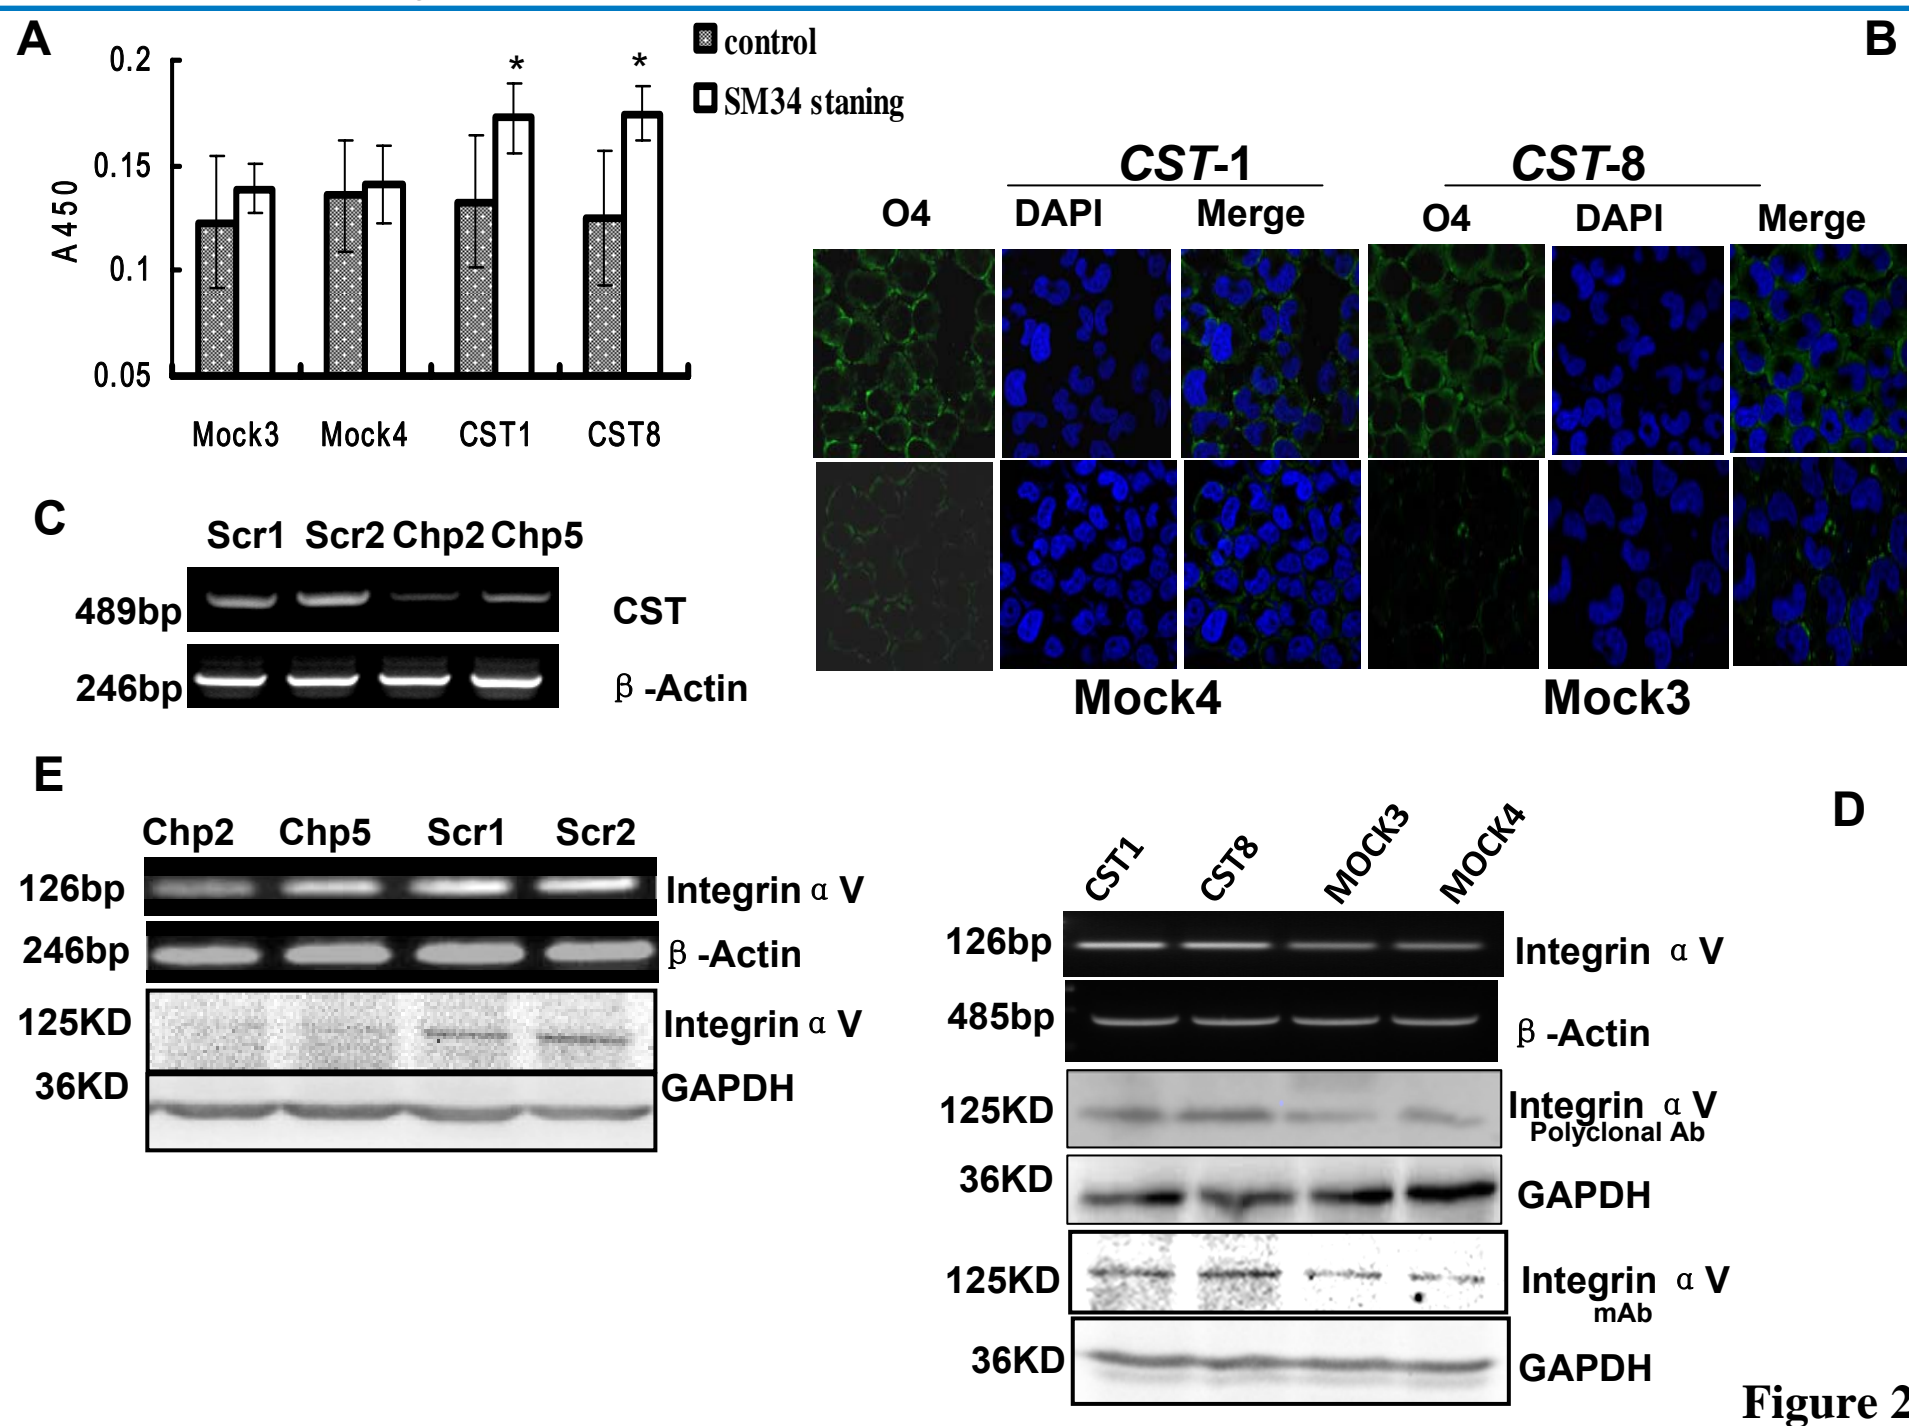 A
0.2
0.15
0.1
0.05
A450
* *
control
SM34 staning
Mock3 Mock4 CST1 CST8
B
CST-1 CST-8
O4 DAPI Merge O4 DAPI Merge
Mock4 Mock3
C
Scr1 Scr2 Chp2 Chp5
489bp CST
246bp β-Actin
E
Chp2 Chp5 Scr1 Scr2
126bp Integrin α V
246bp β-Actin
125KD Integrin α V
36KD GAPDH
D
CST1 CST8 MOCK3 MOCK4
126bp Integrin α V
485bp β-Actin
125KD Integrin α V
Polyclonal Ab
36KD GAPDH
125KD Integrin α V
mAb
36KD GAPDH
Figure 2